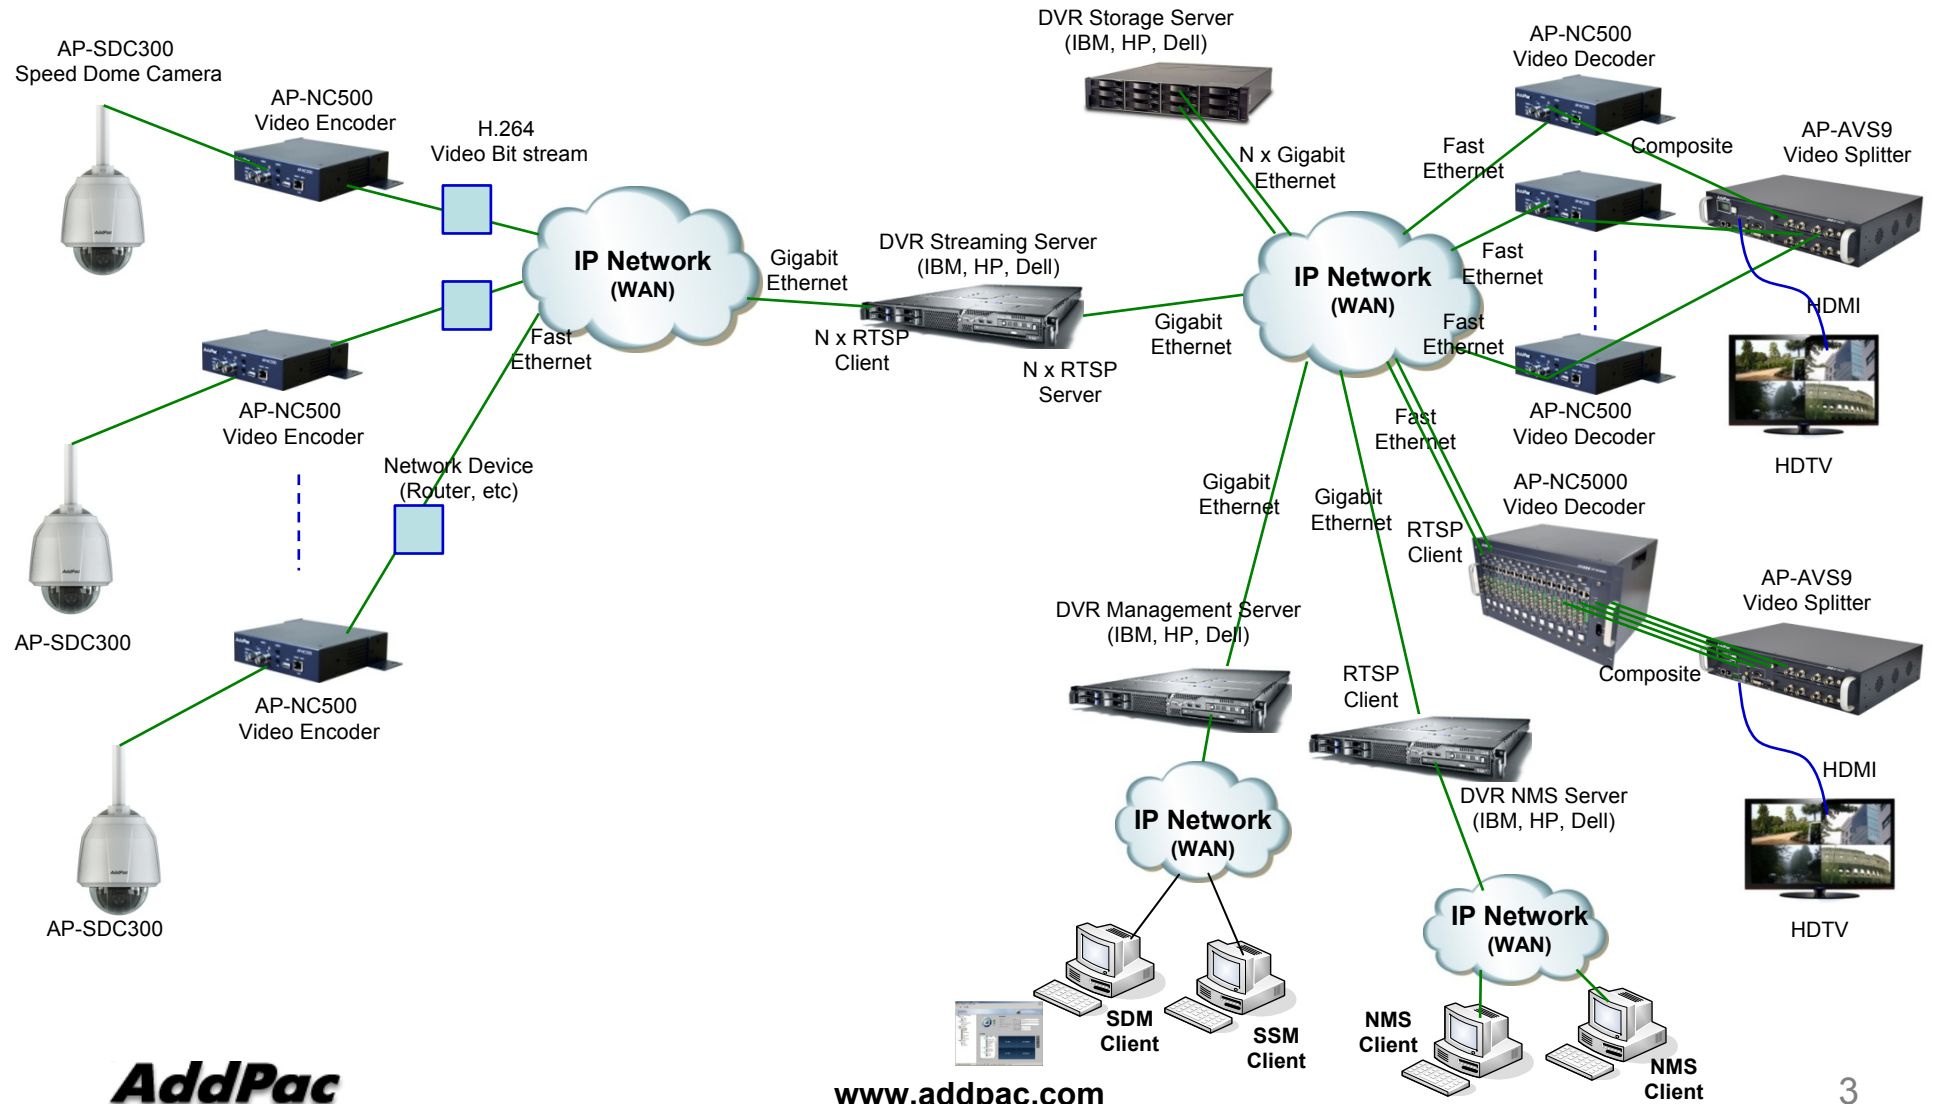 AP-SDC300
Speed Dome Camera
AP-NC500
Video Encoder
H.264
Video Bit stream
IP Network
(WAN)
Gigabit
Ethernet
Fast
Ethernet
AP-NC500
Video Encoder
Network Device
(Router, etc)
AP-SDC300
AP-NC500
Video Encoder
AP-SDC300
DVR Storage Server
(IBM, HP, Dell)
N x Gigabit
Ethernet
DVR Streaming Server
(IBM, HP, Dell)
N x RTSP
Client
N x RTSP
Server
Gigabit
Ethernet
IP Network
(WAN)
AP-NC500
Video Decoder
Fast
Ethernet
Composite
AP-AVS9
Video Splitter
Fast
Ethernet
Fast
Ethernet
HDMI
AP-NC500
Video Decoder
HDTV
Fast
Ethernet
Gigabit
Ethernet
Gigabit
Ethernet
RTSP
Client
AP-NC5000
Video Decoder
AP-AVS9
Video Splitter
Composite
HDMI
HDTV
DVR Management Server
(IBM, HP, Dell)
RTSP
Client
DVR NMS Server
(IBM, HP, Dell)
IP Network
(WAN)
IP Network
(WAN)
SDM
Client
SSM
Client
NMS
Client
NMS
Client
AddPac
www.addpac.com
3